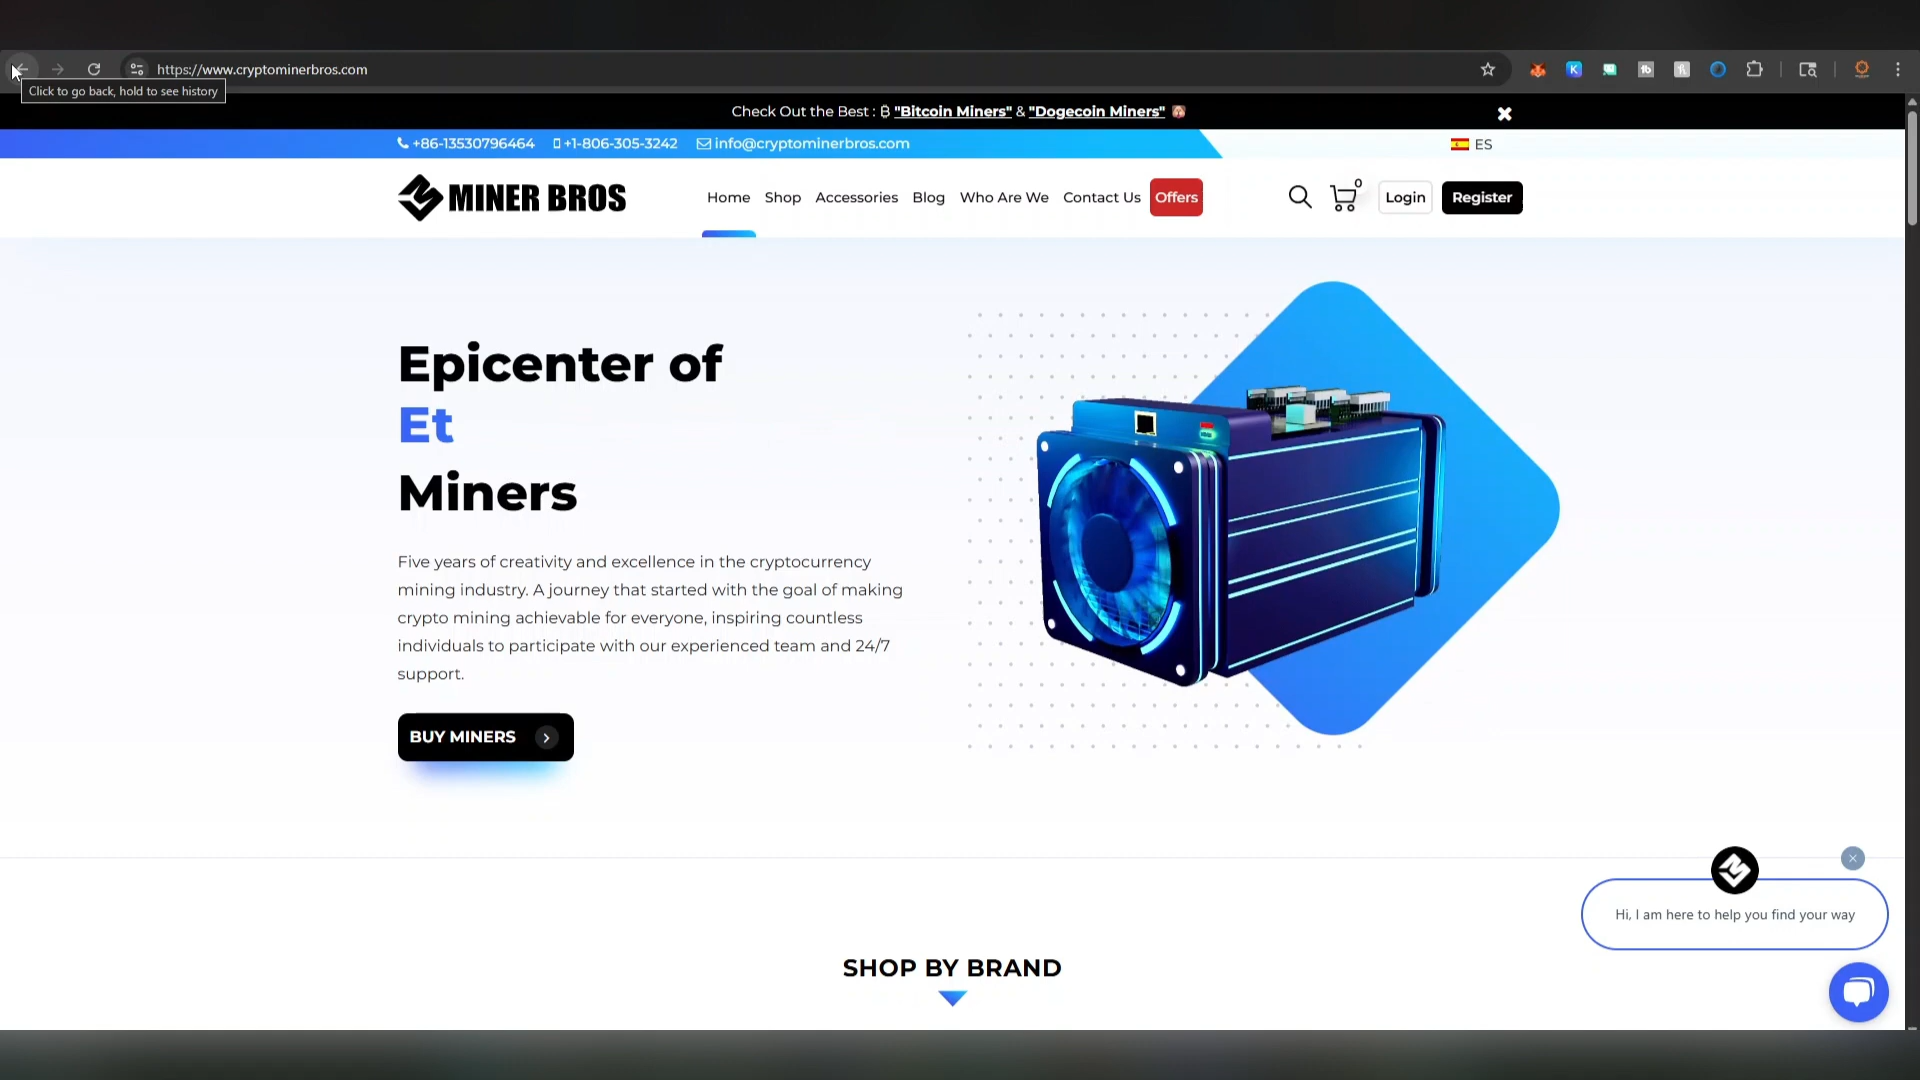 https://www.cryptominerbros.com
Click to go back, hold to see history
Check Out the Best : ₿ "Bitcoin Miners" & "Dogecoin Miners"
+86-13530796464 +1-806-305-3242 info@cryptominerbros.com ES
MINER BROS Home Shop Accessories Blog Who Are We Contact Us Offers 0 Login Register
Epicenter of
Et
Miners
Five years of creativity and excellence in the cryptocurrency
mining industry. A journey that started with the goal of making
crypto mining achievable for everyone, inspiring countless
individuals to participate with our experienced team and 24/7
support.
BUY MINERS
Hi, I am here to help you find your way
SHOP BY BRAND